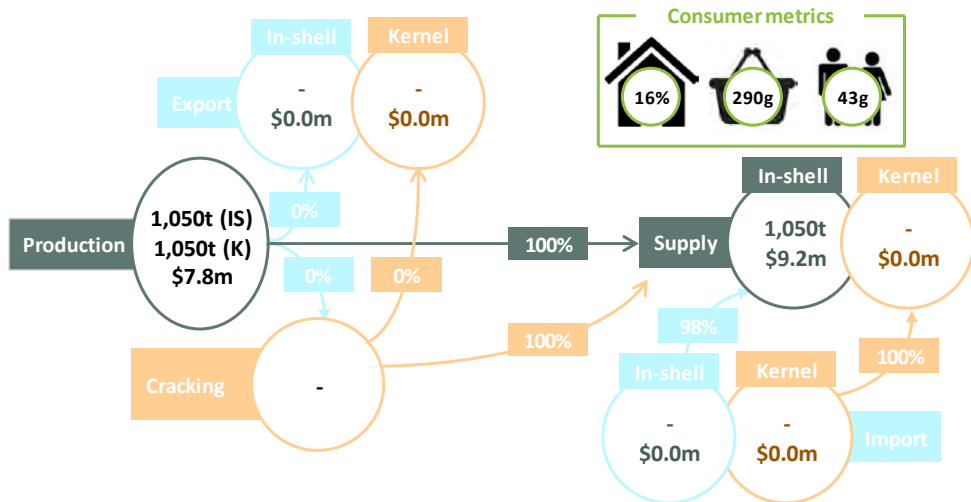 Consumer metrics
In-shell
Kernel
16%
290g
43g
Export
-
$0.0m
-
$0.0m
In-shell
Kernel
Production
1,050t (IS)
1,050t (K)
$7.8m
0%
0%
0%
100%
Supply
1,050t
$9.2m
-
$0.0m
98%
100%
100%
Cracking
-
In-shell
Kernel
-
$0.0m
-
$0.0m
Import